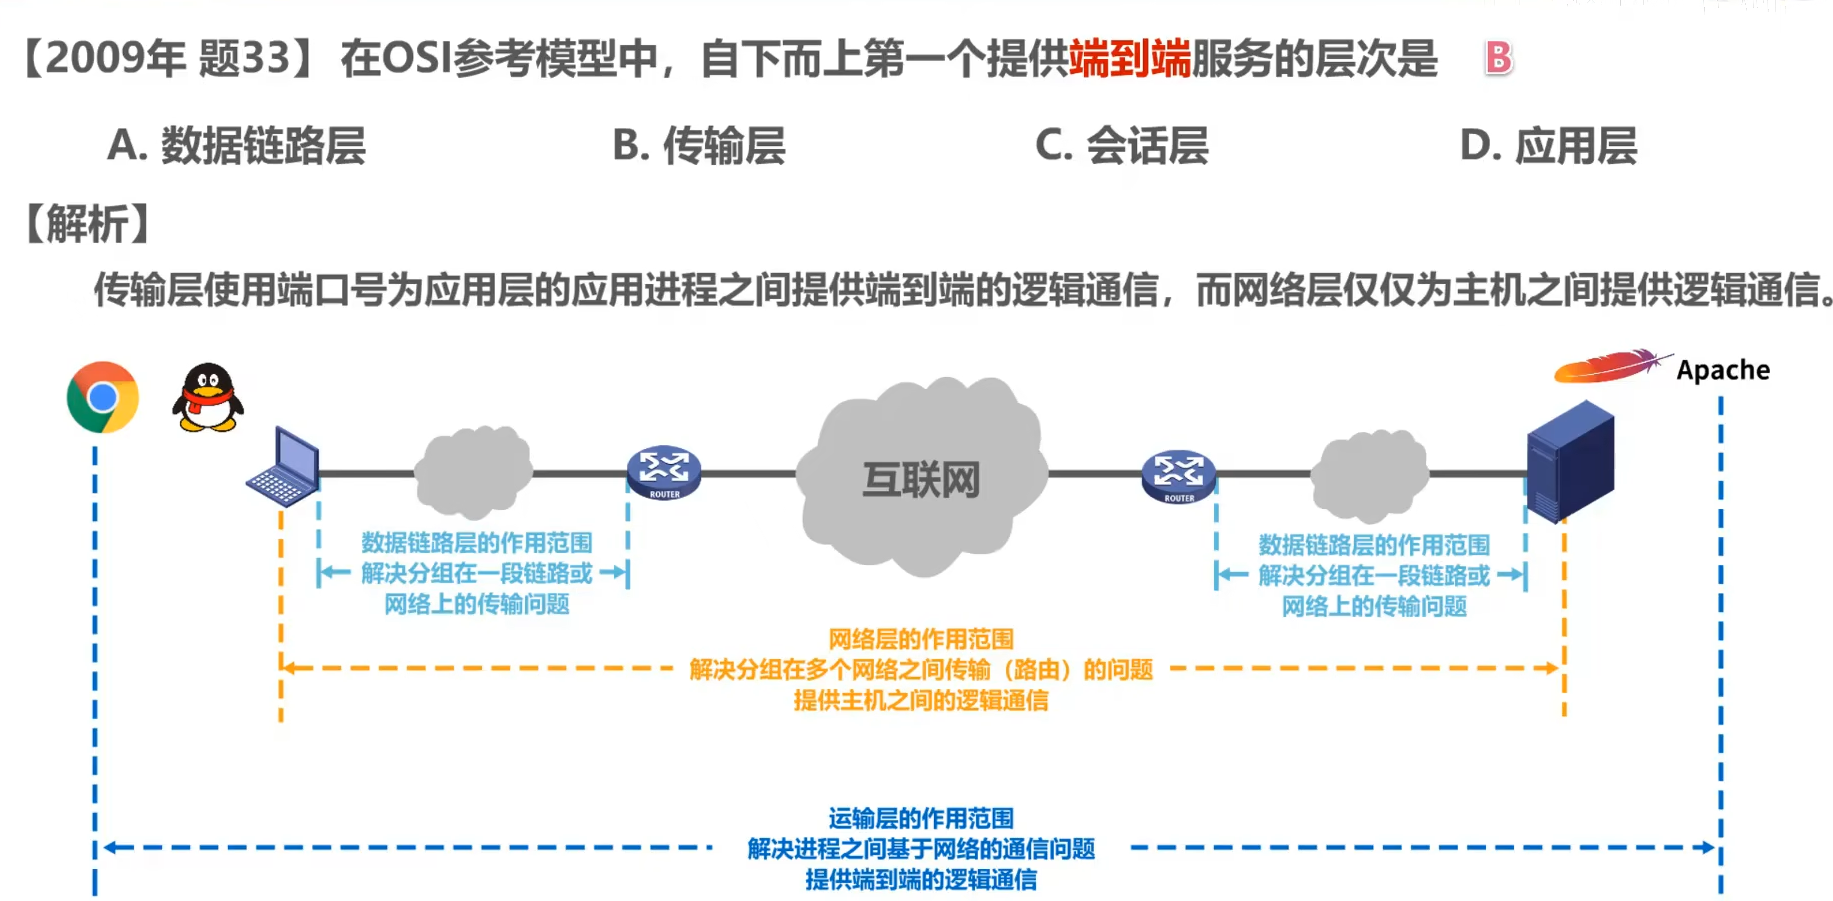 【2009年 题33】 在OSI参考模型中，自下而上第一个提供端到端服务的层次是 B
A. 数据链路层 B. 传输层 C. 会话层 D. 应用层
【解析】
传输层使用端口号为应用层的应用进程之间提供端到端的逻辑通信，而网络层仅仅为主机之间提供逻辑通信。
Apache
互联网
ROUTER
ROUTER
数据链路层的作用范围
解决分组在一段链路或
网络上的传输问题
数据链路层的作用范围
解决分组在一段链路或
网络上的传输问题
网络层的作用范围
解决分组在多个网络之间传输（路由）的问题
提供主机之间的逻辑通信
运输层的作用范围
解决进程之间基于网络的通信问题
提供端到端的逻辑通信